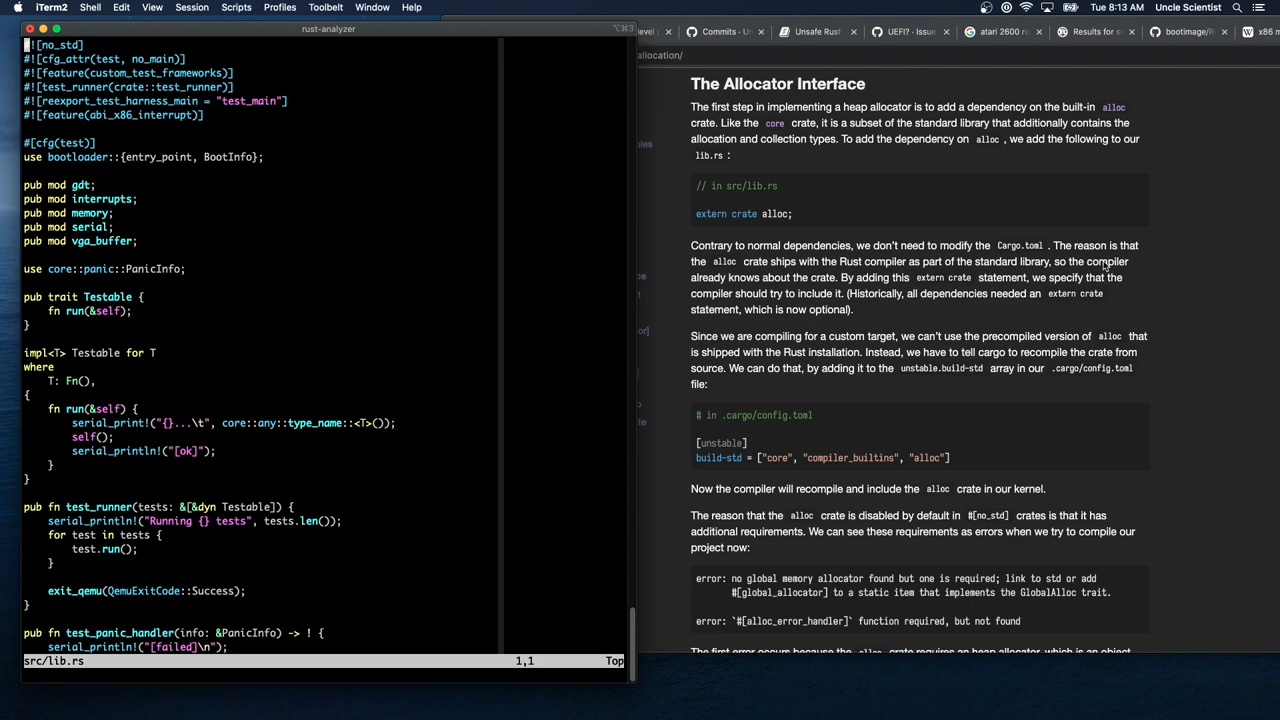 iTerm2 Shell Edit View Session Scripts Profiles Toolbelt Window Help
Tue 8:13 AM Uncle Scientist
rust-analyzer
⌥⌘3
Commits · Un
Unsafe Rust
UEFI? · Issue
atari 2600 ru
Results for s
bootimage/R
x86 m
allocation/
#![no_std]
#![cfg_attr(test, no_main)]
#![feature(custom_test_frameworks)]
#![test_runner(crate::test_runner)]
#![reexport_test_harness_main = "test_main"]
#![feature(abi_x86_interrupt)]
#[cfg(test)]
use bootloader::{entry_point, BootInfo};
pub mod gdt;
pub mod interrupts;
pub mod memory;
pub mod serial;
pub mod vga_buffer;
use core::panic::PanicInfo;
pub trait Testable {
fn run(&self);
}
impl<T> Testable for T
where
T: Fn(),
{
fn run(&self) {
serial_print!("{}...\t", core::any::type_name::<T>());
self();
serial_println!("[ok]");
}
}
pub fn test_runner(tests: &[&dyn Testable]) {
serial_println!("Running {} tests", tests.len());
for test in tests {
test.run();
}
exit_qemu(QemuExitCode::Success);
}
pub fn test_panic_handler(info: &PanicInfo) -> ! {
serial_println!("[failed]\n");
src/lib.rs 1,1 Top
The Allocator Interface
The first step in implementing a heap allocator is to add a dependency on the built-in alloc
crate. Like the core crate, it is a subset of the standard library that additionally contains the
allocation and collection types. To add the dependency on alloc , we add the following to our
lib.rs :
// in src/lib.rs
extern crate alloc;
Contrary to normal dependencies, we don't need to modify the Cargo.toml . The reason is that
the alloc crate ships with the Rust compiler as part of the standard library, so the compiler
already knows about the crate. By adding this extern crate statement, we specify that the
compiler should try to include it. (Historically, all dependencies needed an extern crate
statement, which is now optional).
Since we are compiling for a custom target, we can't use the precompiled version of alloc that
is shipped with the Rust installation. Instead, we have to tell cargo to recompile the crate from
source. We can do that, by adding it to the unstable.build-std array in our .cargo/config.toml
file:
# in .cargo/config.toml
[unstable]
build-std = ["core", "compiler_builtins", "alloc"]
Now the compiler will recompile and include the alloc crate in our kernel.
The reason that the alloc crate is disabled by default in #[no_std] crates is that it has
additional requirements. We can see these requirements as errors when we try to compile our
project now:
error: no global memory allocator found but one is required; link to std or add
#[global_allocator] to a static item that implements the GlobalAlloc trait.
error: `#[alloc_error_handler]` function required, but not found
The first error occurs because the alloc crate requires an heap allocator, which is an object